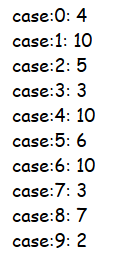 case:0: 4
case:1: 10
case:2: 5
case:3: 3
case:4: 10
case:5: 6
case:6: 10
case:7: 3
case:8: 7
case:9: 2